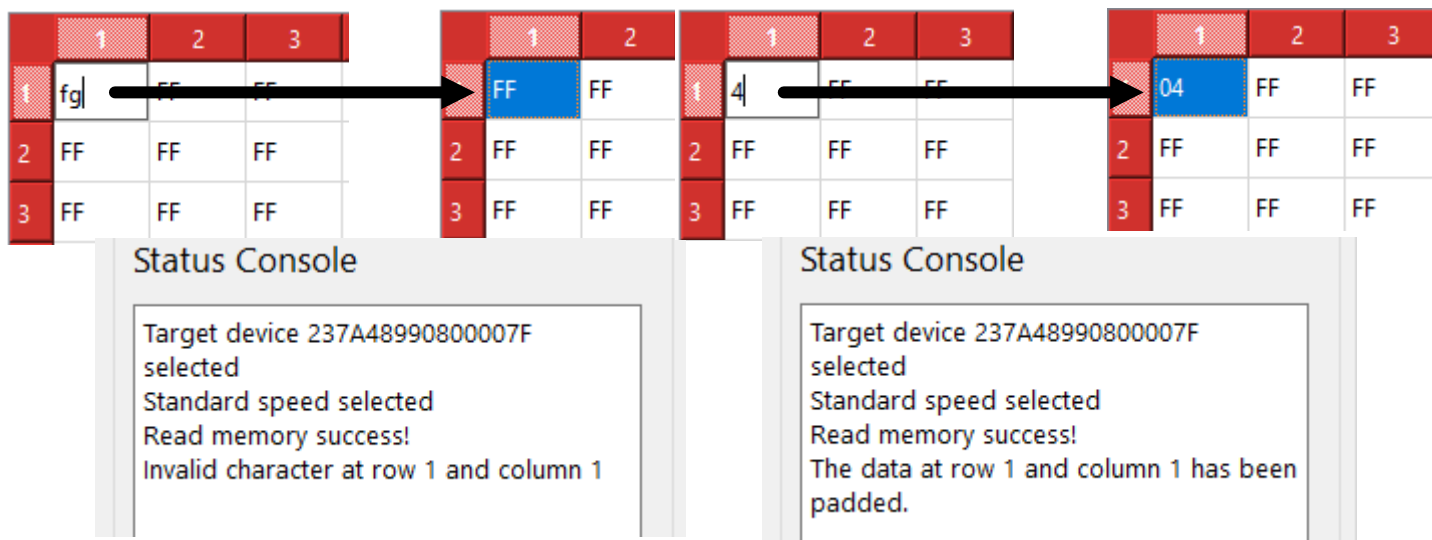 1 2 3
1 fg FF FF
2 FF FF FF
3 FF FF FF
1 2
FF FF
2 FF FF
3 FF FF
1 2 3
1 4 FF FF
2 FF FF FF
3 FF FF FF
1 2 3
04 FF FF
2 FF FF FF
3 FF FF FF
Status Console
Target device 237A48990800007F
selected
Standard speed selected
Read memory success!
Invalid character at row 1 and column 1
Status Console
Target device 237A48990800007F
selected
Standard speed selected
Read memory success!
The data at row 1 and column 1 has been
padded.